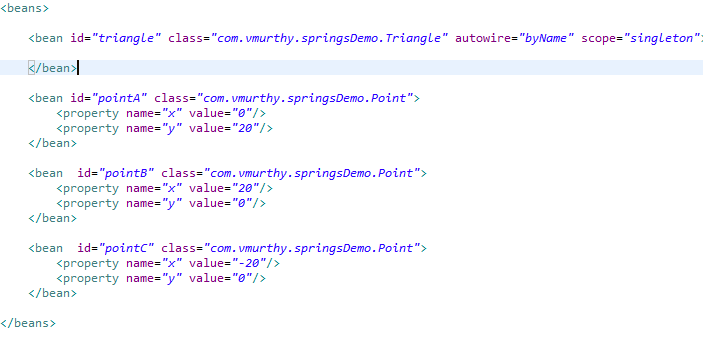 <beans>
<bean id="triangle" class="com.vmurthy.springsDemo.Triangle" autowire="byName" scope="singleton">
</bean>
<bean id="pointA" class="com.vmurthy.springsDemo.Point">
<property name="x" value="0"/>
<property name="y" value="20"/>
</bean>
<bean  id="pointB" class="com.vmurthy.springsDemo.Point">
<property name="x" value="20"/>
<property name="y" value="0"/>
</bean>
<bean  id="pointC" class="com.vmurthy.springsDemo.Point">
<property name="x" value="-20"/>
<property name="y" value="0"/>
</bean>
</beans>